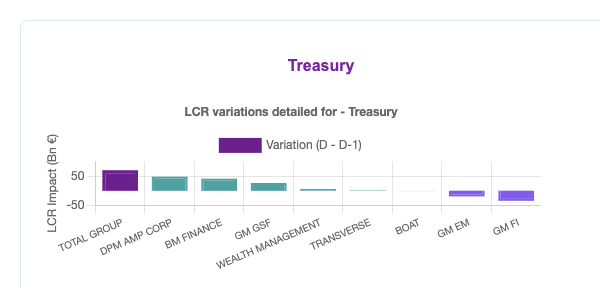 Treasury
LCR variations detailed for - Treasury
Variation (D - D-1)
LCR Impact (Bn €)
50
-50
TOTAL GROUP
DPM AMP CORP
BM FINANCE
GM GSF
WEALTH MANAGEMENT
TRANSVERSE
BOAT
GM EM
GM FI